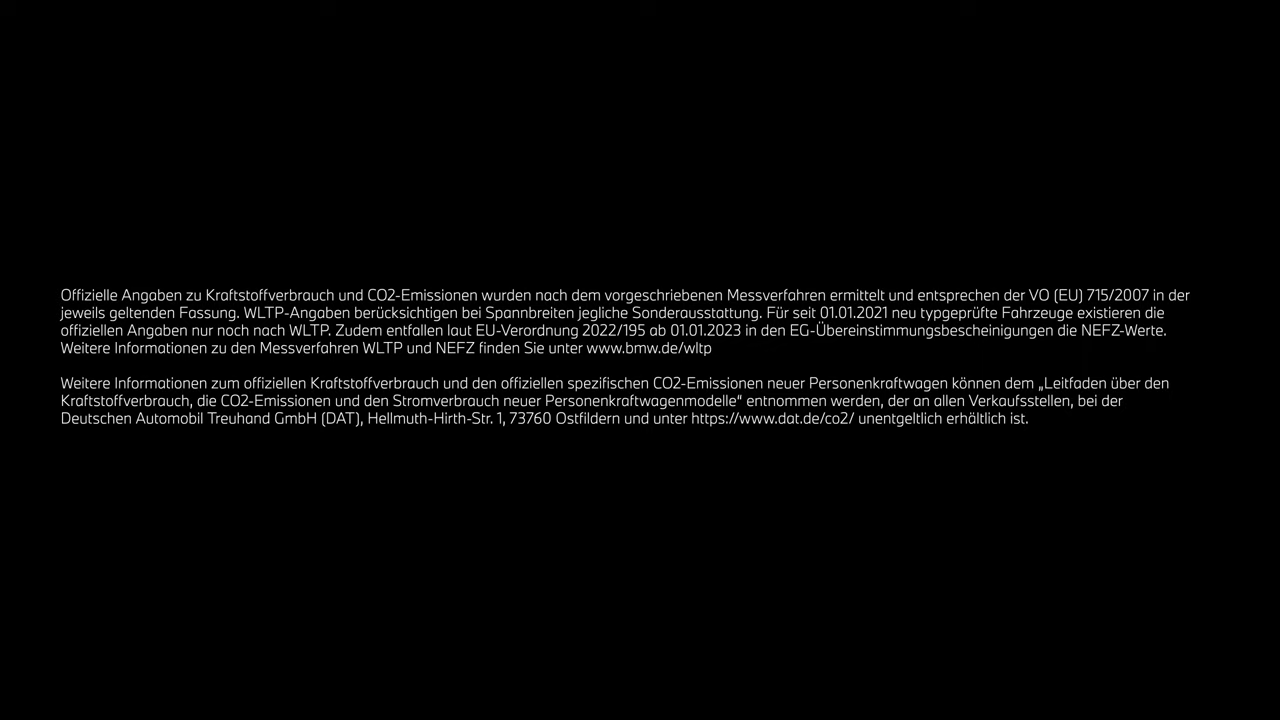 Offizielle Angaben zu Kraftstoffverbrauch und CO2-Emissionen wurden nach dem vorgeschriebenen Messverfahren ermittelt und entsprechen der VO (EU) 715/2007 in der
jeweils geltenden Fassung. WLTP-Angaben berücksichtigen bei Spannbreiten jegliche Sonderausstattung. Für seit 01.01.2021 neu typgeprüfte Fahrzeuge existieren die
offiziellen Angaben nur noch nach WLTP. Zudem entfallen laut EU-Verordnung 2022/195 ab 01.01.2023 in den EG-Übereinstimmungsbescheinigungen die NEFZ-Werte.
Weitere Informationen zu den Messverfahren WLTP und NEFZ finden Sie unter www.bmw.de/wltp
Weitere Informationen zum offiziellen Kraftstoffverbrauch und den offiziellen spezifischen CO2-Emissionen neuer Personenkraftwagen können dem „Leitfaden über den
Kraftstoffverbrauch, die CO2-Emissionen und den Stromverbrauch neuer Personenkraftwagenmodelle“ entnommen werden, der an allen Verkaufsstellen, bei der
Deutschen Automobil Treuhand GmbH (DAT), Hellmuth-Hirth-Str. 1, 73760 Ostfildern und unter https://www.dat.de/co2/ unentgeltlich erhältlich ist.